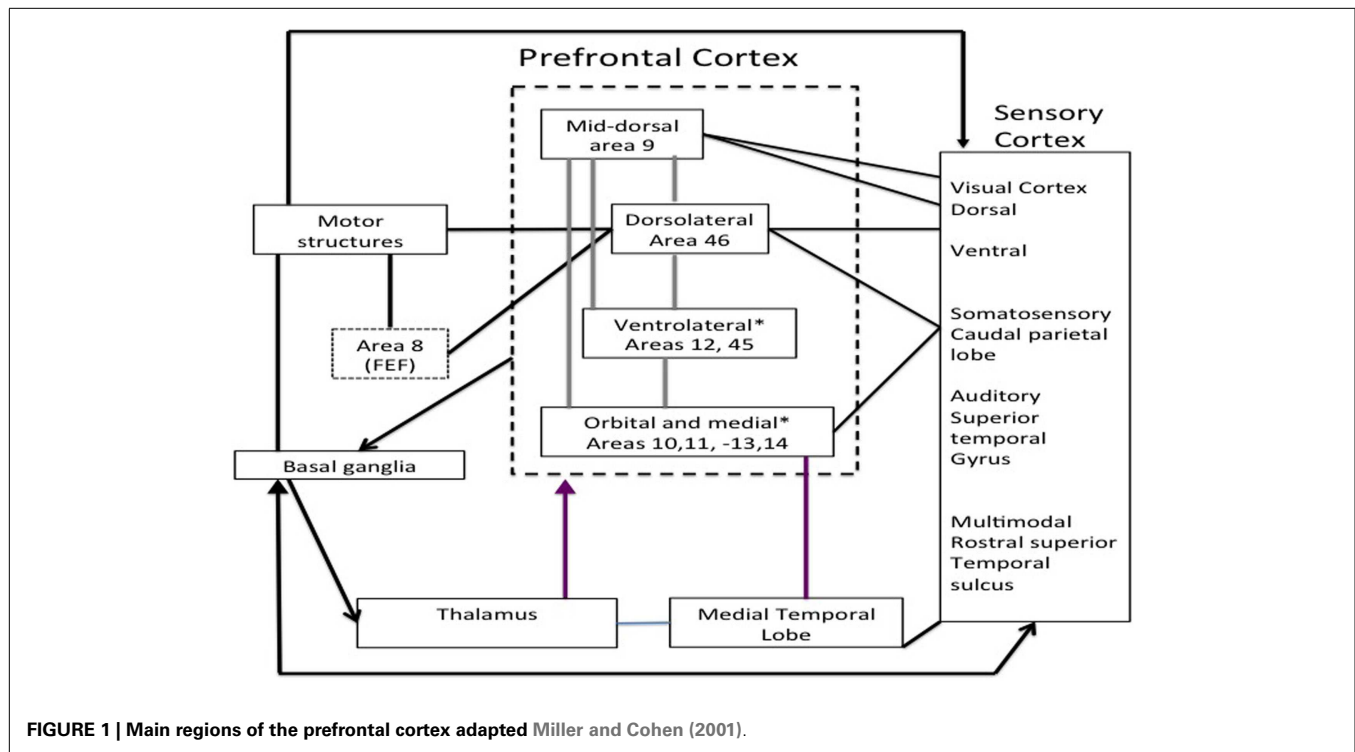 Prefrontal Cortex
Mid-dorsal
area 9
Sensory
Cortex
Visual Cortex
Dorsal
Motor
structures
Dorsolateral
Area 46
Ventral
Ventrolateral*
Areas 12, 45
Somatosensory
Caudal parietal
lobe
Area 8
(FEF)
Auditory
Superior
temporal
Gyrus
Orbital and medial*
Areas 10,11, -13,14
Basal ganglia
Multimodal
Rostral superior
Temporal
sulcus
Thalamus
Medial Temporal
Lobe
FIGURE 1 | Main regions of the prefrontal cortex adapted Miller and Cohen (2001).